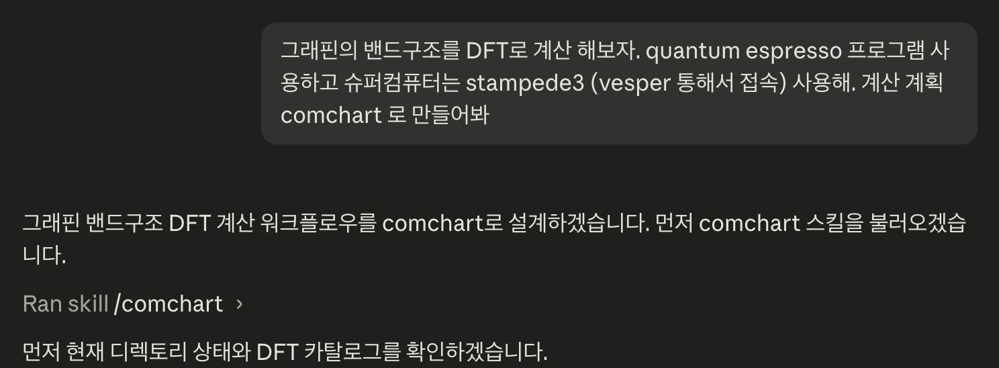 그래핀의 밴드구조를 DFT로 계산 해보자. quantum espresso 프로그램 사
용하고 슈퍼컴퓨터는 stampede3 (vesper 통해서 접속) 사용해. 계산 계획
comchart 로 만들어봐
그래핀 밴드구조 DFT 계산 워크플로우를 comchart로 설계하겠습니다. 먼저 comchart 스킬을 불러오겠습
니다.
Ran skill /comchart >
먼저 현재 디렉토리 상태와 DFT 카탈로그를 확인하겠습니다.